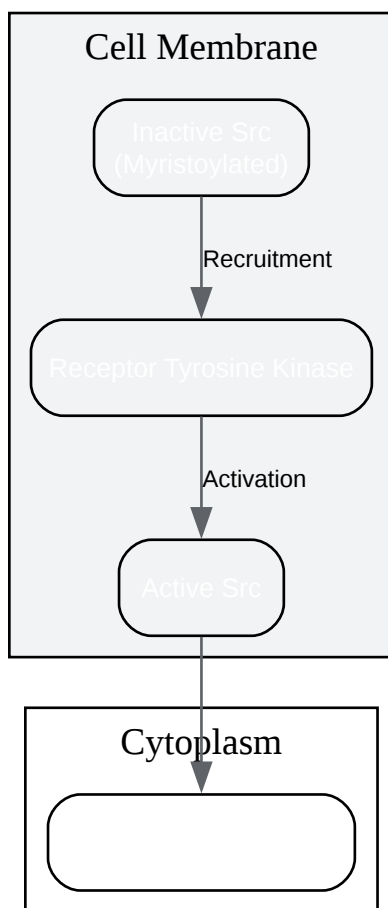 Cell Membrane
Inactive Src
(Myristoylated)
Recruitment
Receptor Tyrosine Kinase
Activation
Active Src
Cytoplasm